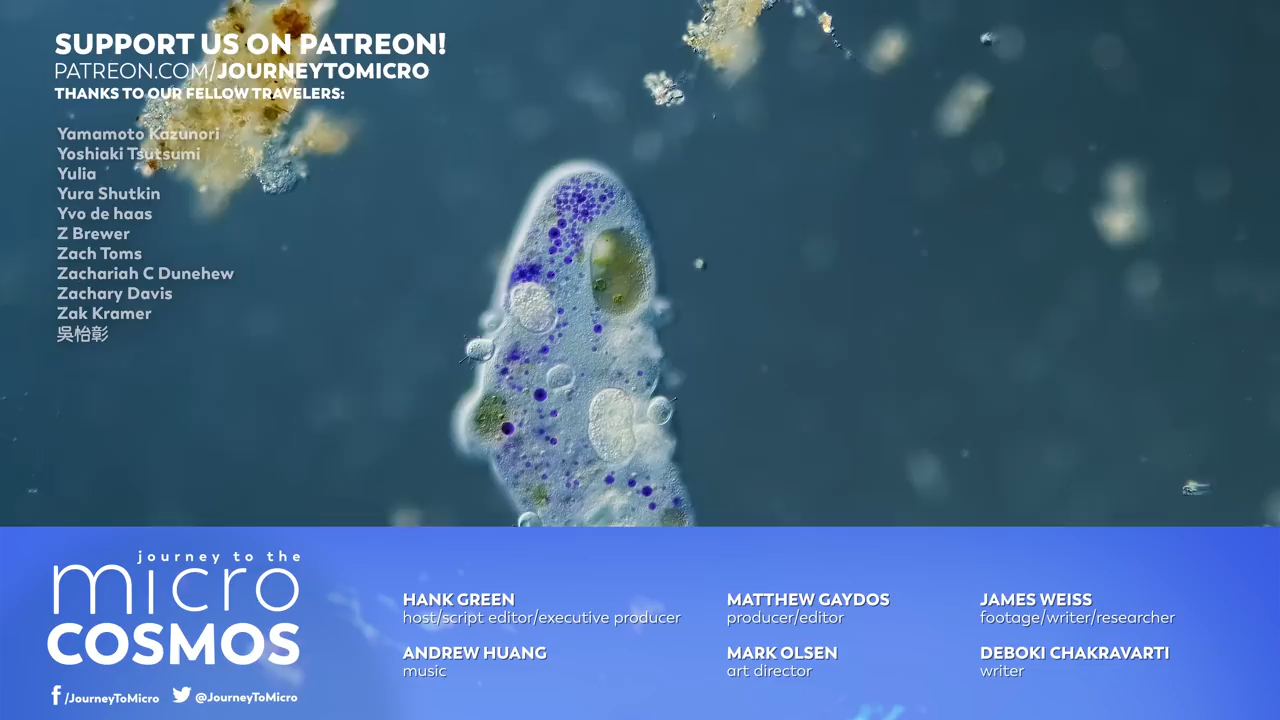 SUPPORT US ON PATREON!
PATREON.COM/JOURNEYTOMICRO
THANKS TO OUR FELLOW TRAVELERS:
Yamamoto Kazunori
Yoshiaki Tsutsumi
Yulia
Yura Shutkin
Yvo de haas
Z Brewer
Zach Toms
Zachariah C Dunehew
Zachary Davis
Zak Kramer
吳怡彰
journey to the
micro
COSMOS
/JourneyToMicro @JourneyToMicro
HANK GREEN
host/script editor/executive producer
ANDREW HUANG
music
MATTHEW GAYDOS
producer/editor
MARK OLSEN
art director
JAMES WEISS
footage/writer/researcher
DEBOKI CHAKRAVARTI
writer